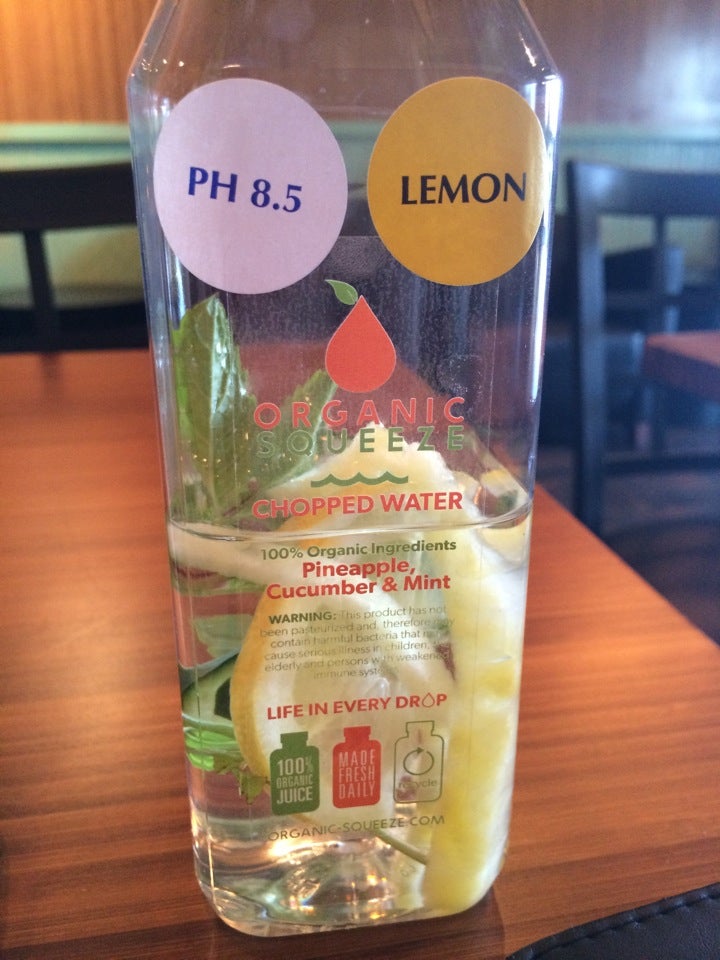 PH 8.5
LEMON
ORGANIC
SQUEEZE
CHOPPED WATER
100% Organic Ingredients
Pineapple,
Cucumber & Mint
WARNING: This product has not
been pasteurized and, therefore
contain harmful bacteria that
cause serious illness in children,
elderly and persons with weakened
immune system
LIFE IN EVERY DROP
100%
ORGANIC
JUICE
MADE
FRESH
DAILY
recycle
ORGANIC-SQUEEZE.COM